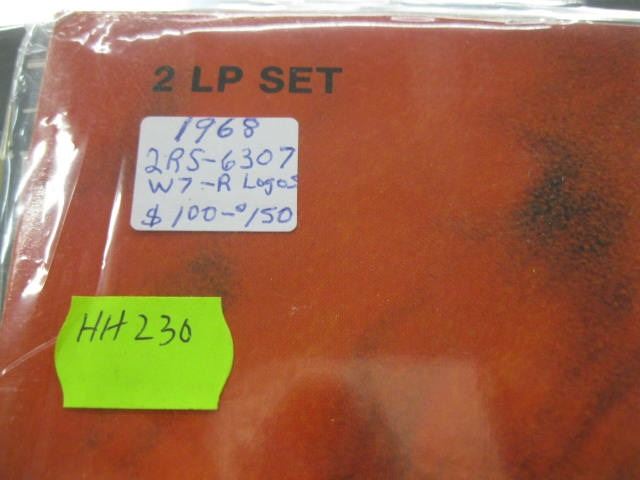 2 LP SET
1968
2RS-6307
W7-R Logos
$100-$150
HH230